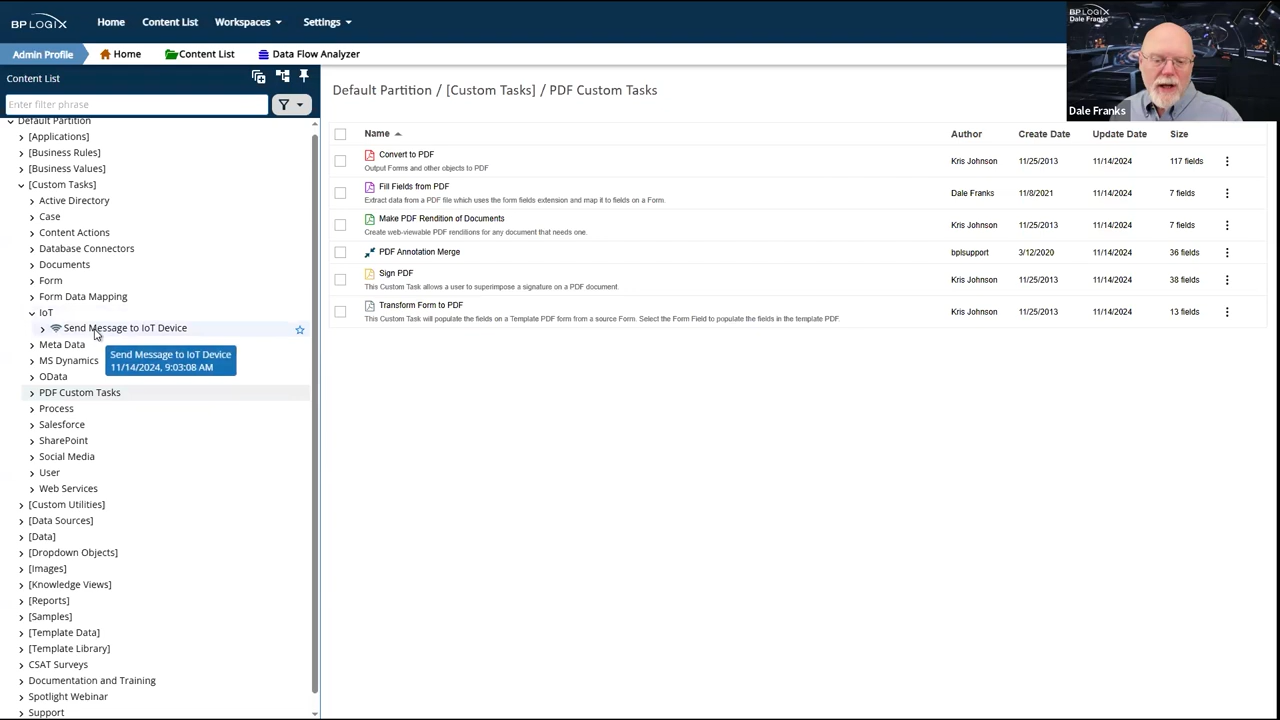 BP LOGIX
Home
Content List
Workspaces
Settings
BP LOGIX
Dale Franks
Dale Franks
Admin Profile
Home
Content List
Data Flow Analyzer
Content List
Enter filter phrase
Default Partition
[Applications]
[Business Rules]
[Business Values]
[Custom Tasks]
Active Directory
Case
Content Actions
Database Connectors
Documents
Form
Form Data Mapping
IoT
Send Message to IoT Device
Meta Data
Send Message to IoT Device
11/14/2024, 9:03:08 AM
MS Dynamics
OData
PDF Custom Tasks
Process
Salesforce
SharePoint
Social Media
User
Web Services
[Custom Utilities]
[Data Sources]
[Data]
[Dropdown Objects]
[Images]
[Knowledge Views]
[Reports]
[Samples]
[Template Data]
[Template Library]
CSAT Surveys
Documentation and Training
Spotlight Webinar
Support
Default Partition / [Custom Tasks] / PDF Custom Tasks
Name Author Create Date Update Date Size
Convert to PDF Kris Johnson 11/25/2013 11/14/2024 117 fields
Output Forms and other objects to PDF
Fill Fields from PDF Dale Franks 11/8/2021 11/14/2024 7 fields
Extract data from a PDF file which uses the form fields extension and map it to fields on a Form.
Make PDF Rendition of Documents Kris Johnson 11/25/2013 11/14/2024 7 fields
Create web-viewable PDF renditions for any document that needs one.
PDF Annotation Merge bplsupport 3/12/2020 11/14/2024 36 fields
Sign PDF Kris Johnson 11/25/2013 11/14/2024 38 fields
This Custom Task allows a user to superimpose a signature on a PDF document.
Transform Form to PDF Kris Johnson 11/25/2013 11/14/2024 13 fields
This Custom Task will populate the fields on a Template PDF form from a source Form. Select the Form Field to populate the fields in the template PDF.